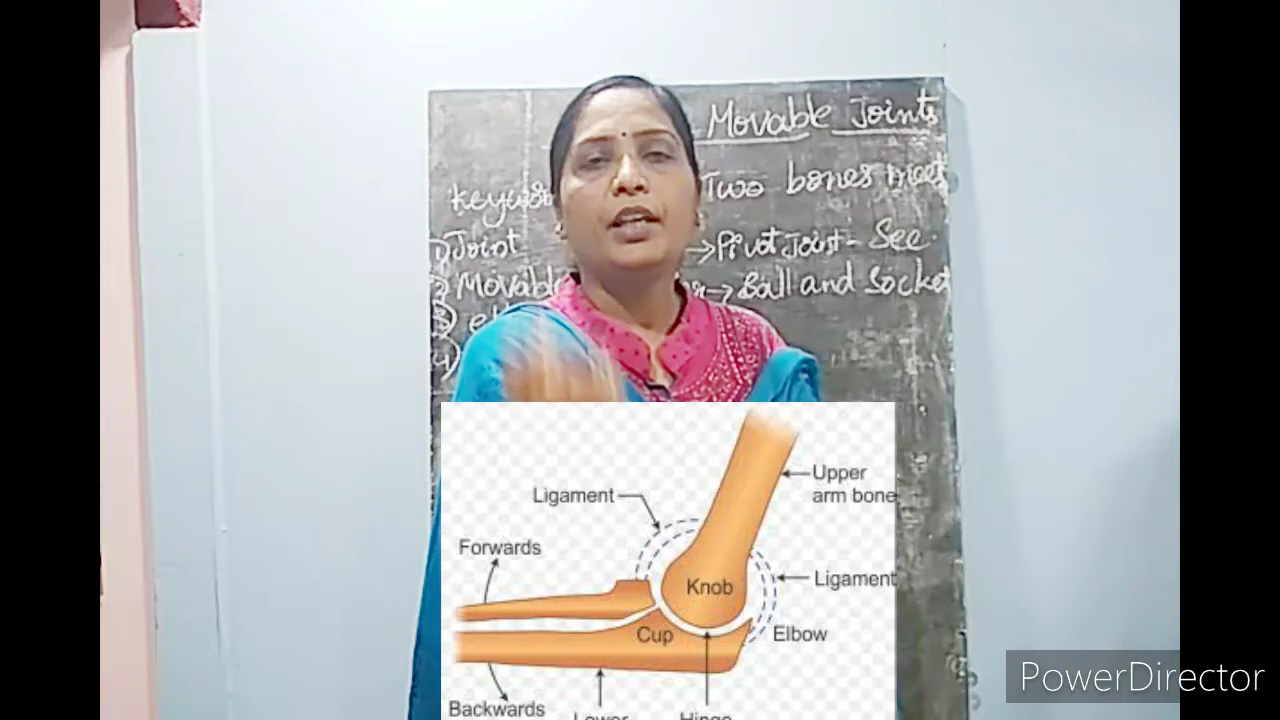 Movable Joints
Two bones meet
1) Joint → Pivot Joint - See
Movable → Ball and Socket
Upper
arm bone
Ligament
Forwards
Knob
Ligament
Cup
Elbow
Backwards
PowerDirector